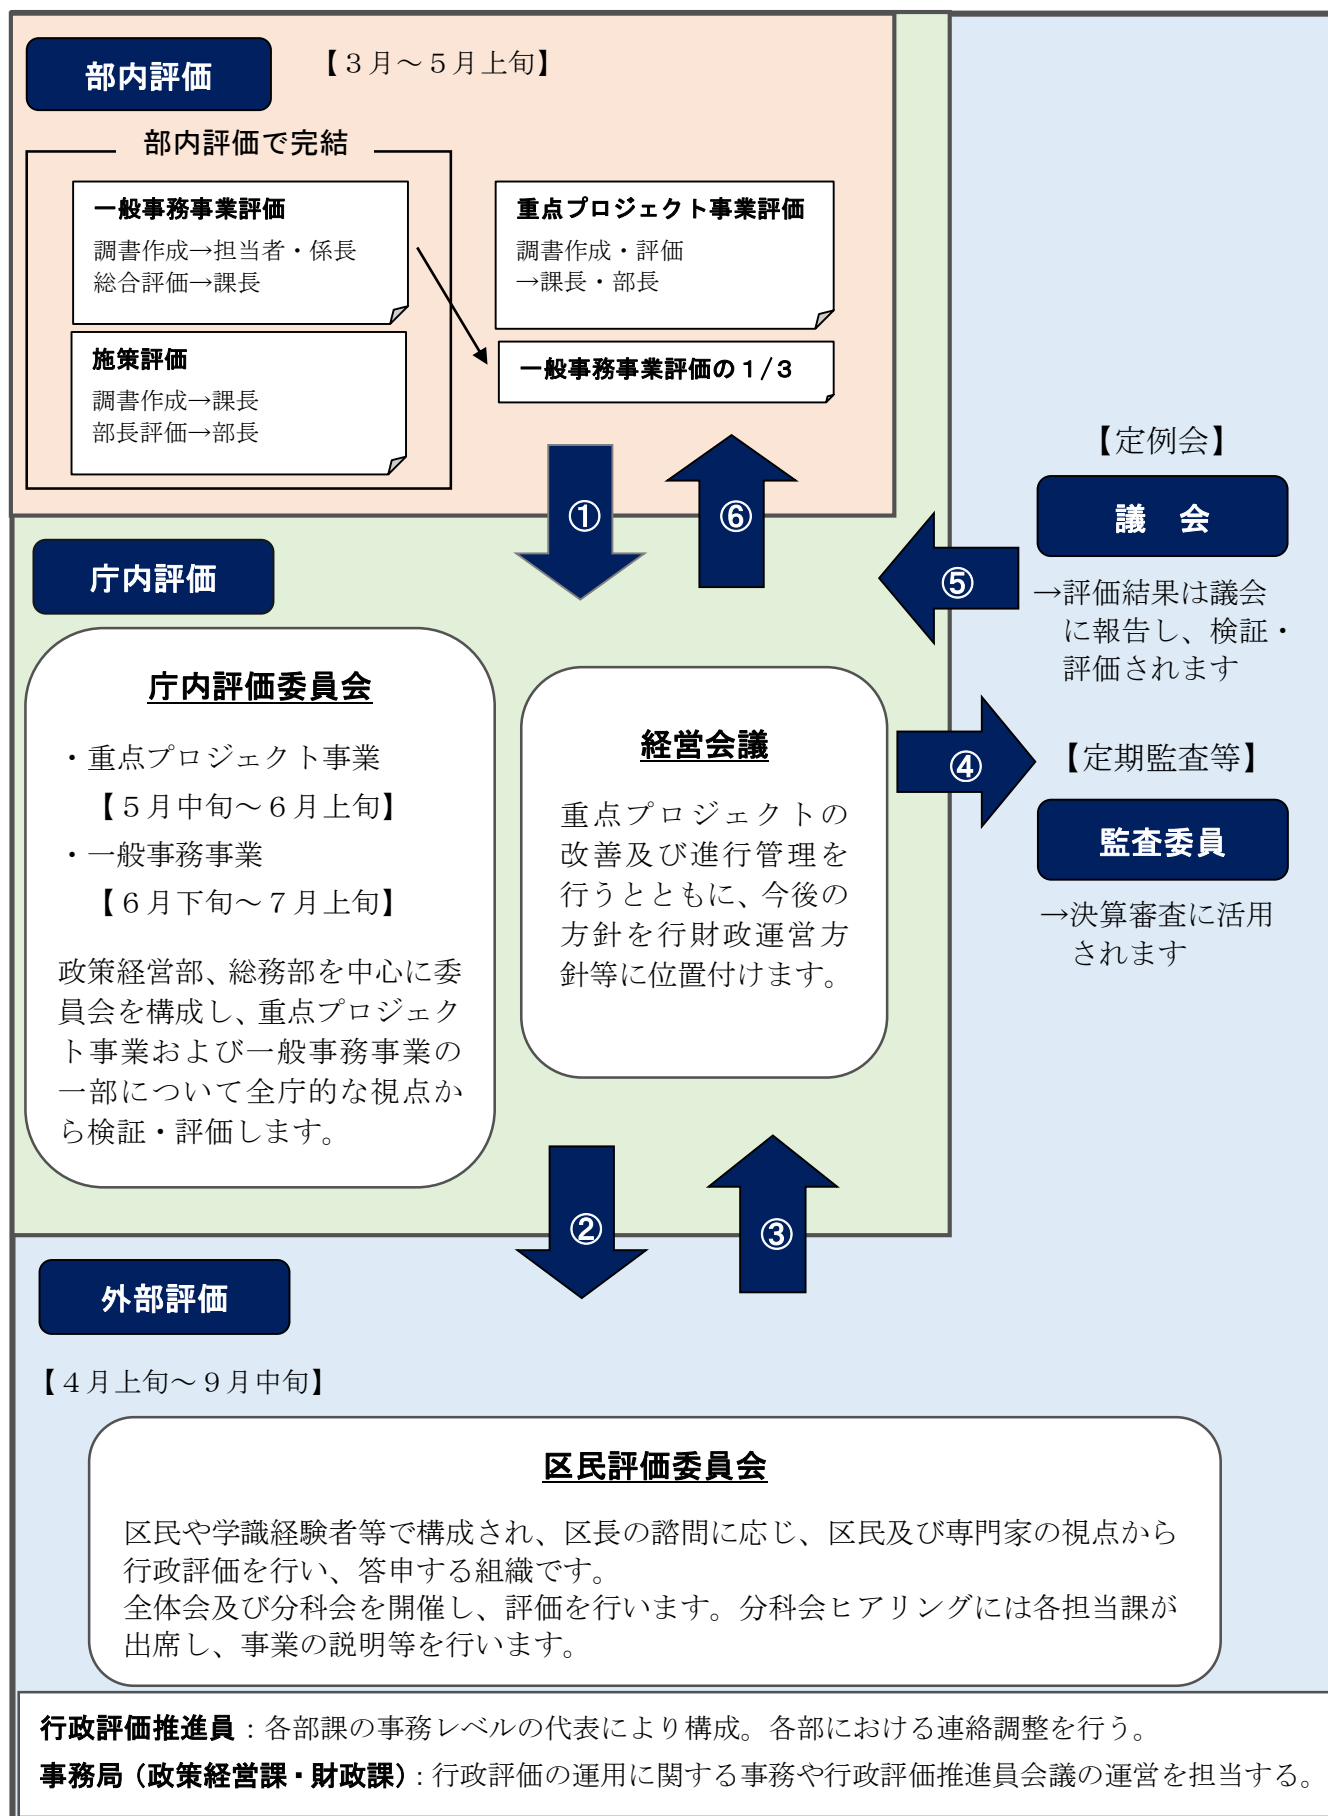 部内評価
【３月～５月上旬】
部内評価で完結
一般事務事業評価
調書作成→担当者・係長
総合評価→課長
施策評価
調書作成→課長
部長評価→部長
重点プロジェクト事業評価
調書作成・評価
→課長・部長
一般事務事業評価の１/３
①
⑥
庁内評価
庁内評価委員会
・重点プロジェクト事業
【５月中旬～６月上旬】
・一般事務事業
【６月下旬～７月上旬】
政策経営部、総務部を中心に委
員会を構成し、重点プロジェク
ト事業および一般事務事業の
一部について全庁的な視点か
ら検証・評価します。
経営会議
重点プロジェクトの
改善及び進行管理を
行うとともに、今後の
方針を行財政運営方
針等に位置付けます。
⑤
④
【定例会】
議　会
→評価結果は議会
に報告し、検証・
評価されます
【定期監査等】
監査委員
→決算審査に活用
されます
②
③
外部評価
【４月上旬～９月中旬】
区民評価委員会
区民や学識経験者等で構成され、区長の諮問に応じ、区民及び専門家の視点から
行政評価を行い、答申する組織です。
全体会及び分科会を開催し、評価を行います。分科会ヒアリングには各担当課が
出席し、事業の説明等を行います。
行政評価推進員：各部課の事務レベルの代表により構成。各部における連絡調整を行う。
事務局（政策経営課・財政課）：行政評価の運用に関する事務や行政評価推進員会議の運営を担当する。